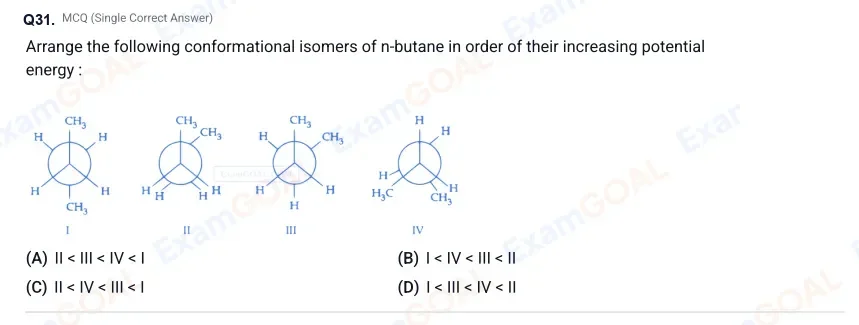 Q31. MCQ (Single Correct Answer)
Arrange the following conformational isomers of n-butane in order of their increasing potential
energy :
CH₃ CH₃ CH₃ H
H H CH₃ H CH₃ H
H
H H H H H H H H H₃C H
CH₃ H CH₃
I II III IV
(A) II < III < IV < I (B) I < IV < III < II
(C) II < IV < III < I (D) I < III < IV < II
ExamGOAL